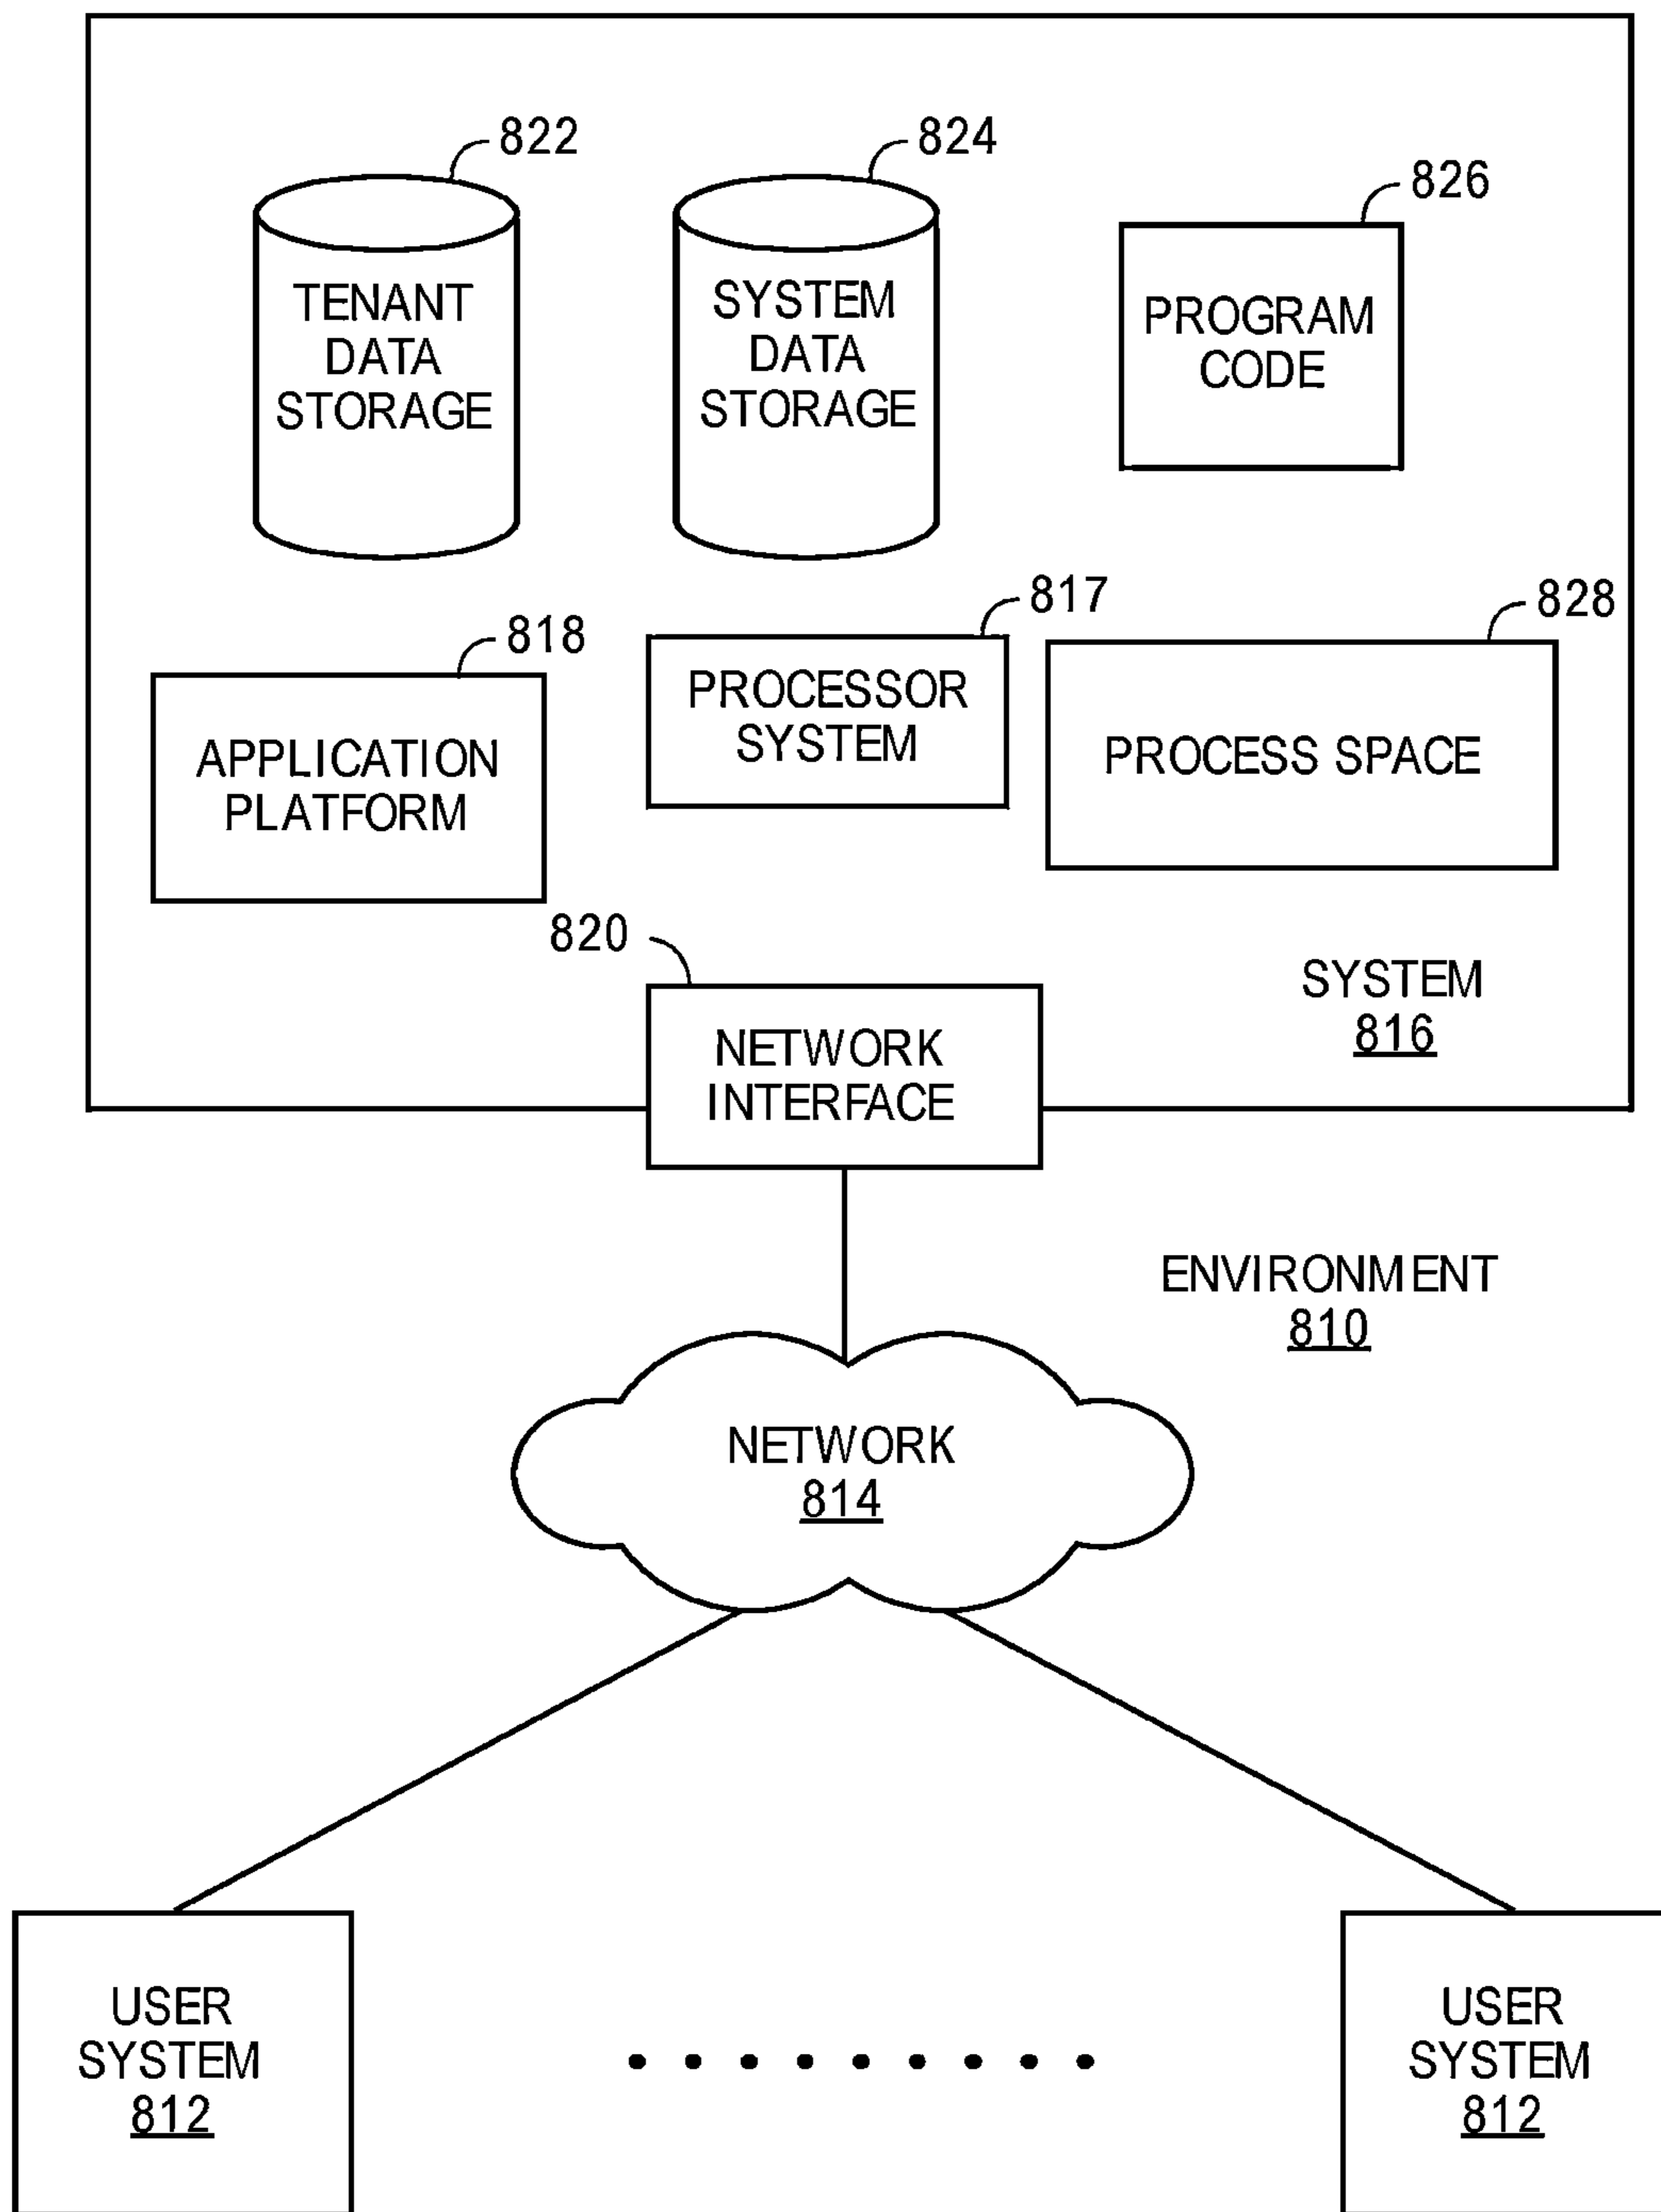 822
824
826
TENANT
DATA
STORAGE
SYSTEM
DATA
STORAGE
PROGRAM
CODE
818
817
828
APPLICATION
PLATFORM
PROCESSOR
SYSTEM
PROCESS SPACE
820
NETWORK
INTERFACE
SYSTEM
816
ENVIRONMENT
810
NETWORK
814
USER
SYSTEM
812
USER
SYSTEM
812